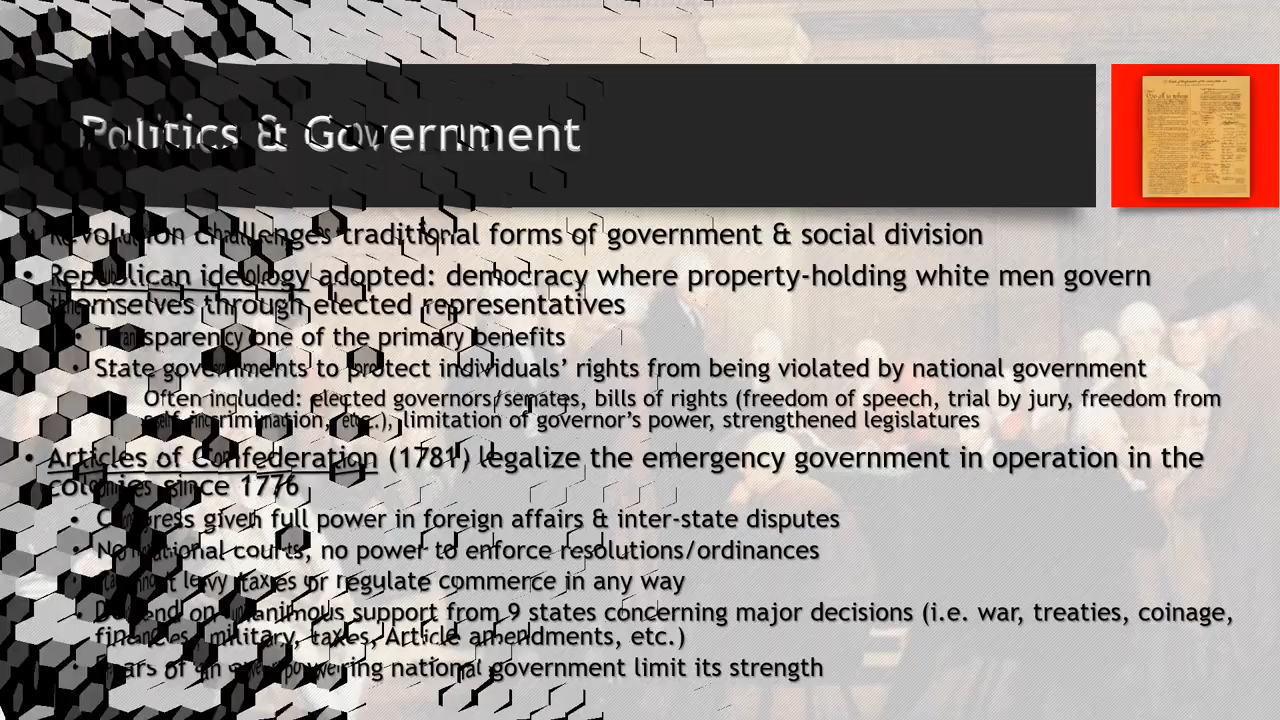 Politics & Government
• Revolution challenges traditional forms of government & social division
• Republican ideology adopted: democracy where property-holding white men govern
themselves through elected representatives
• Transparency one of the primary benefits
• State governments to protect individuals’ rights from being violated by national government
Often included: elected governors/senates, bills of rights (freedom of speech, trial by jury, freedom from
self-incrimination, etc.), limitation of governor’s power, strengthened legislatures
• Articles of Confederation (1781) legalize the emergency government in operation in the
colonies since 1776
• Congress given full power in foreign affairs & inter-state disputes
• No national courts, no power to enforce resolutions/ordinances
• Cannot levy taxes or regulate commerce in any way
• Depend on unanimous support from 9 states concerning major decisions (i.e. war, treaties, coinage,
finances, military, taxes, Article amendments, etc.)
• Fears of an overpowering national government limit its strength